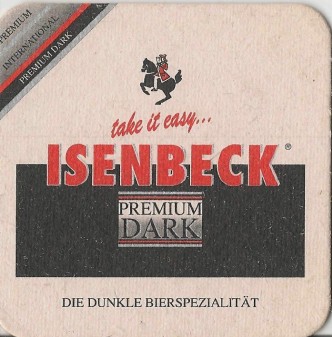 PREMIUM
INTERNATIONAL
PREMIUM DARK
take it easy...
ISENBECK®
PREMIUM
DARK
DIE DUNKLE BIERSPEZIALITÄT